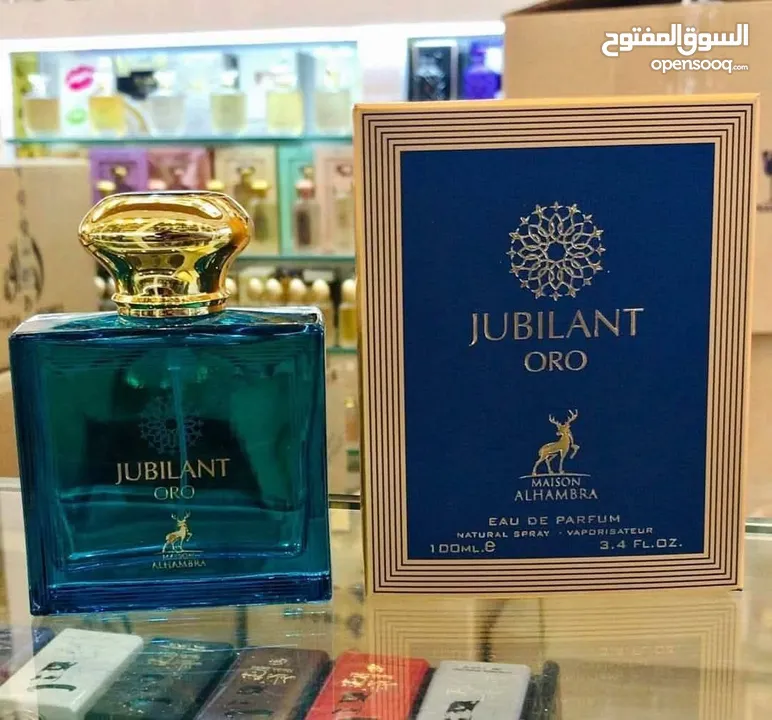 السوق المفتوح
opensooq.com
JUBILANT
ORO
MAISON
ALHAMBRA
EAU DE PARFUM
NATURAL SPRAY - VAPORISATEUR
100ML.e 3.4 FL.OZ.
JUBILANT
ORO
MAISON
ALHAMBRA